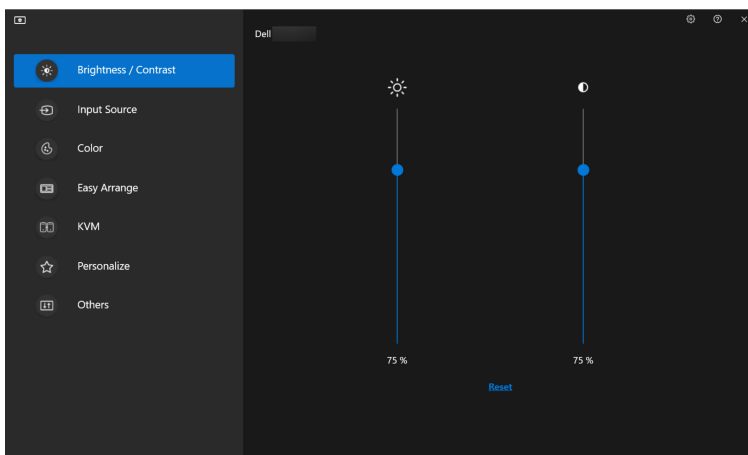 Dell
Brightness / Contrast
Input Source
Color
Easy Arrange
KVM
Personalize
Others
75 %
75 %
Reset